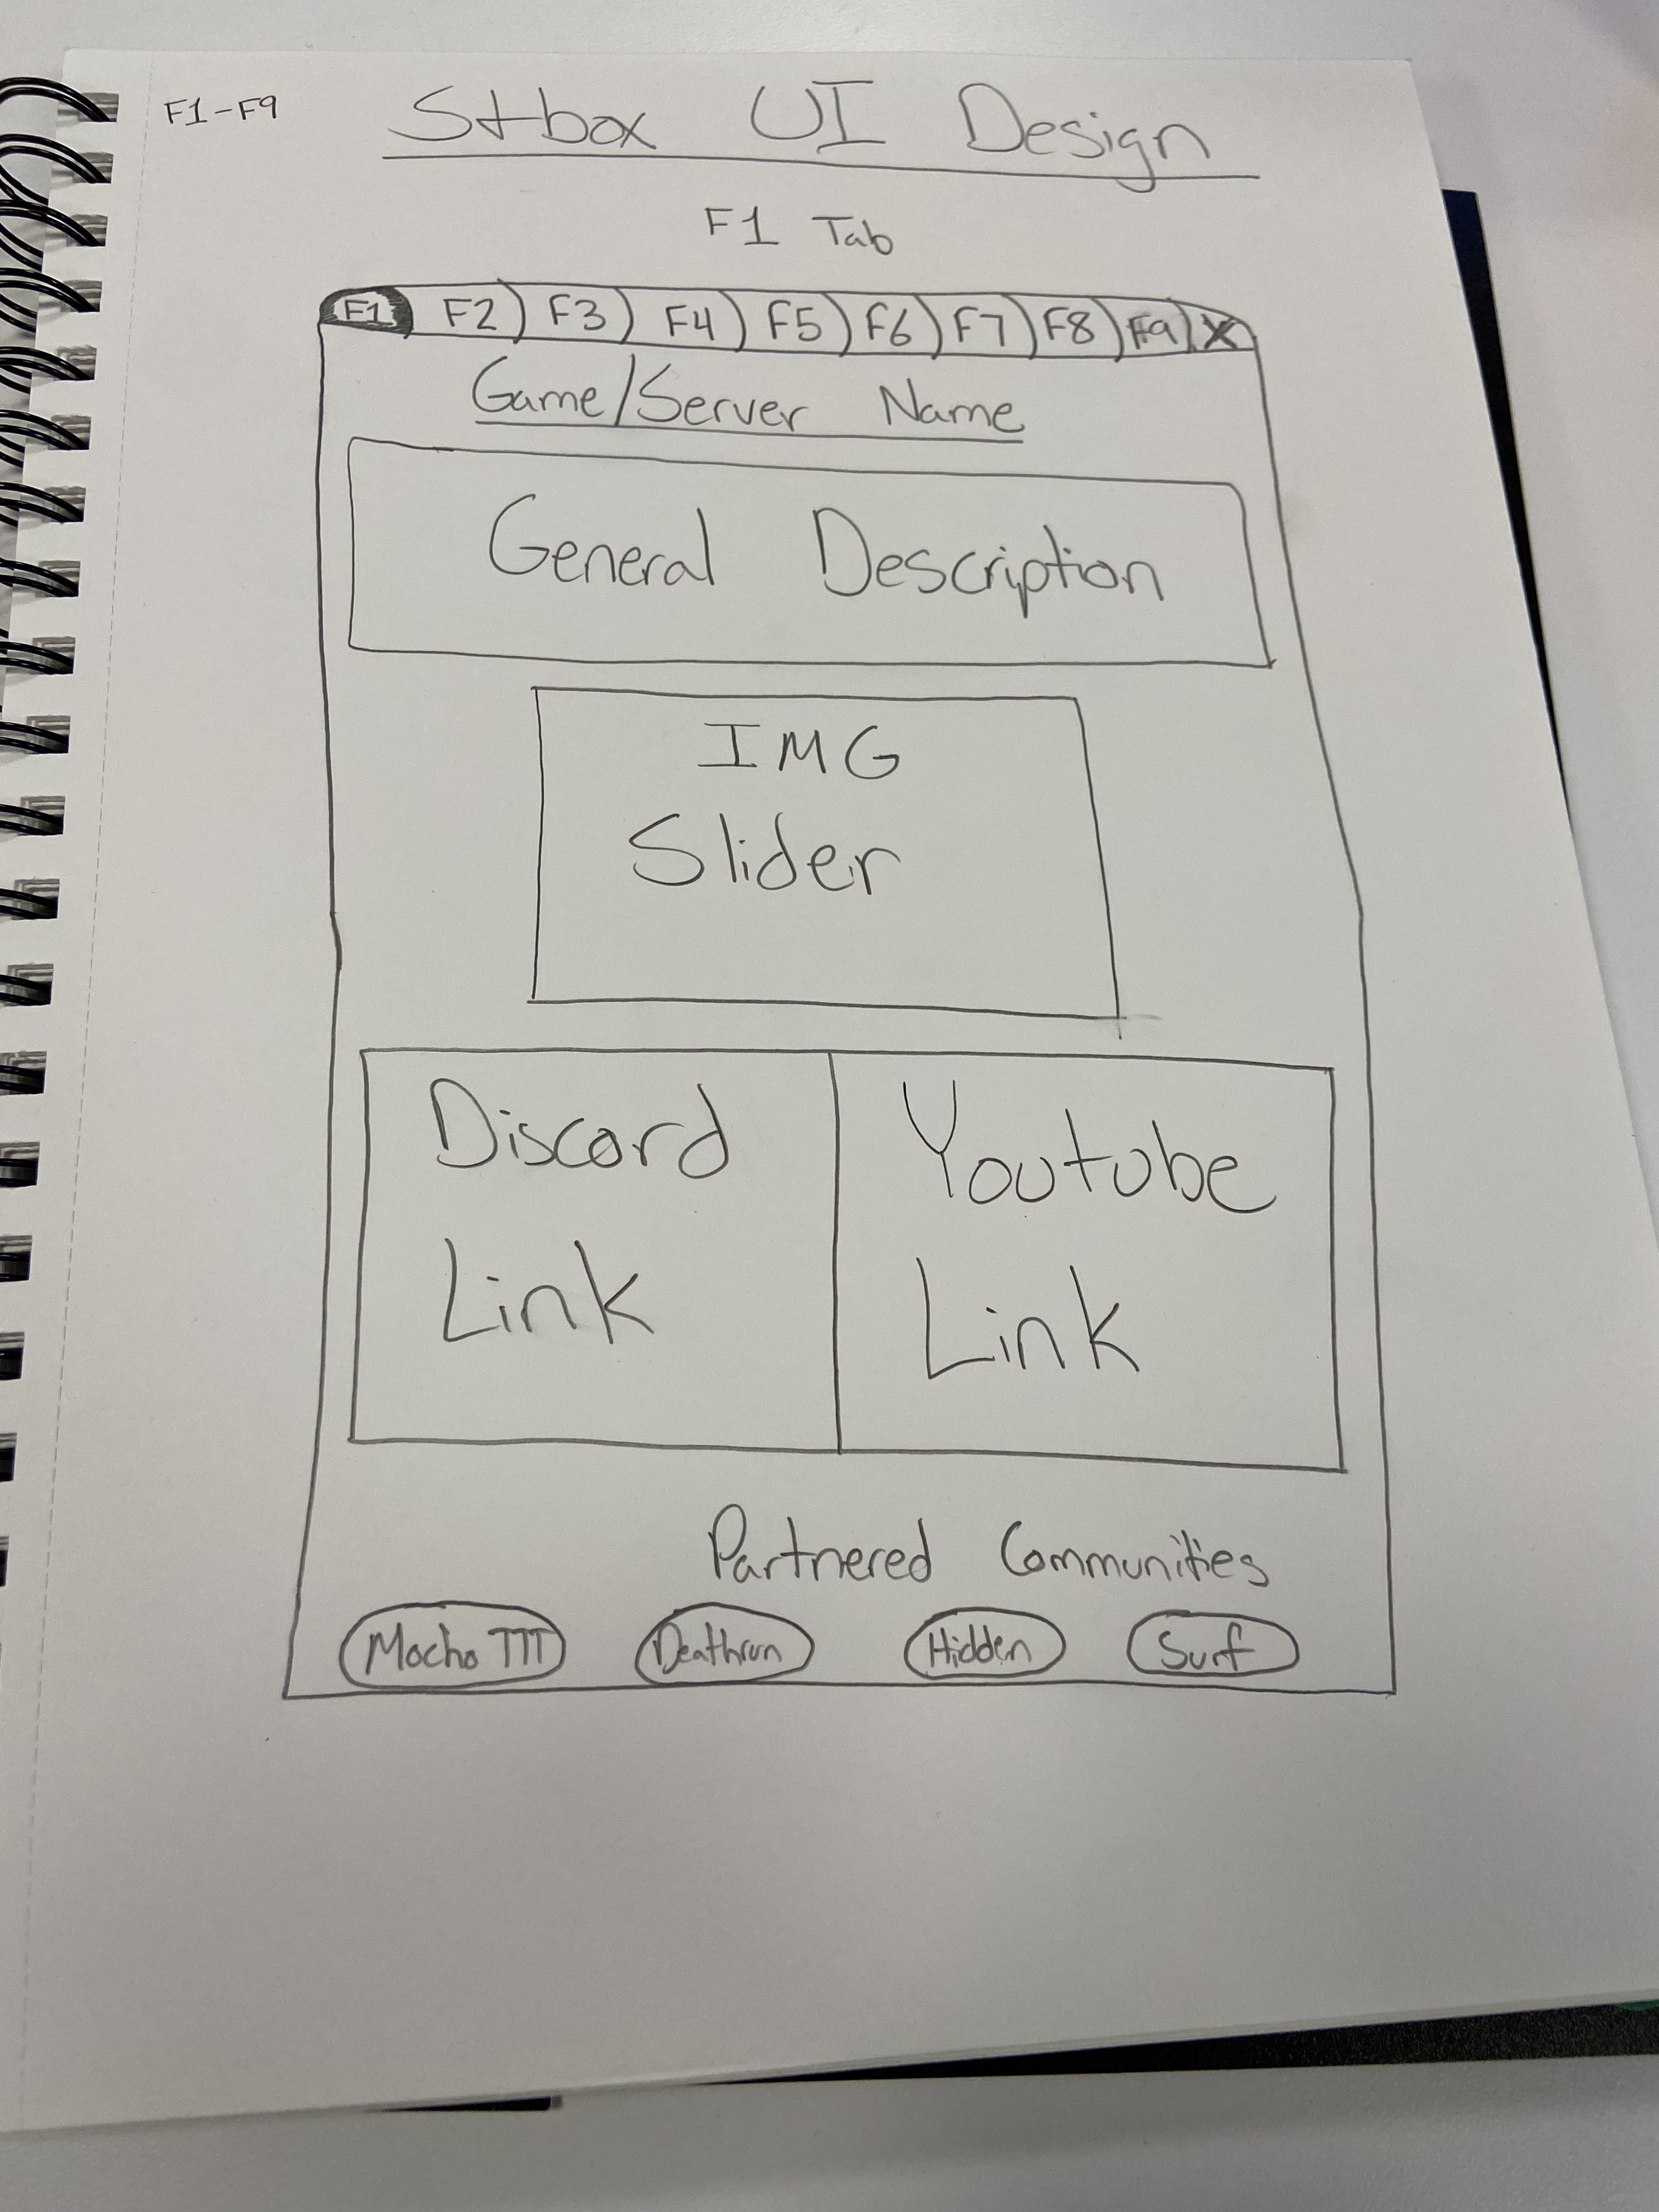 F1-F9
Stbox UI Design
F1 Tab
F1 F2 F3 F4 F5 F6 F7 F8 F9 X
Game/Server Name
General Description
IMG
Slider
Discord
Link
Youtube
Link
Partnered Communities
Mocho TTT Deathrun Hidden Surf